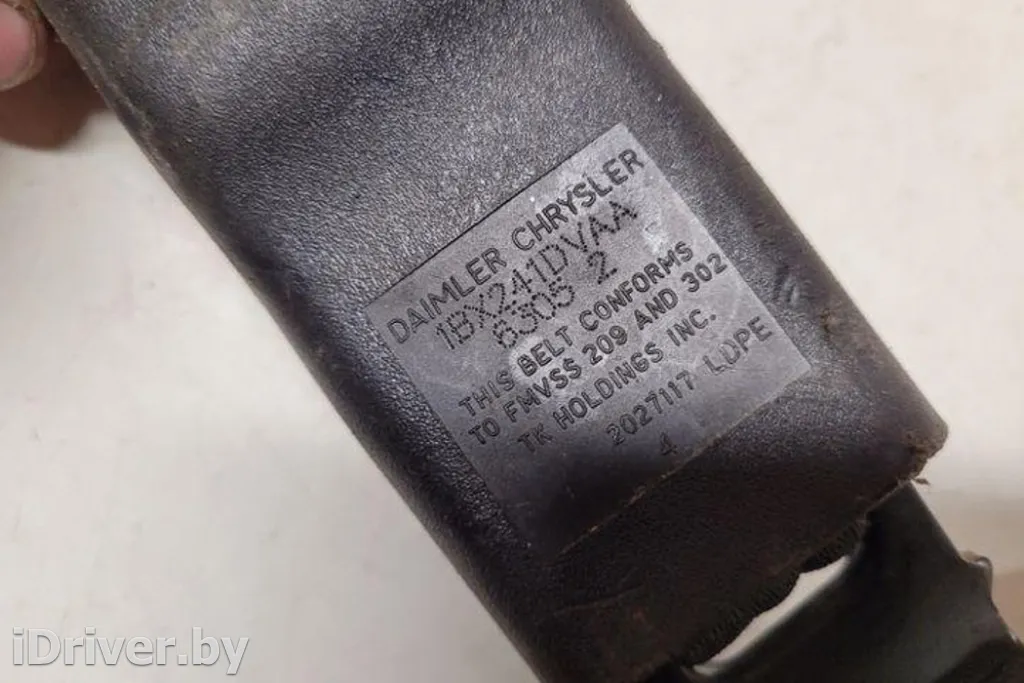 DAIMLER CHRYSLER
1BX241DVAA
6305 2
THIS BELT CONFORMS
TO FMVSS 209 AND 302
TK HOLDINGS INC.
2027117 LDPE
4
iDriver.by